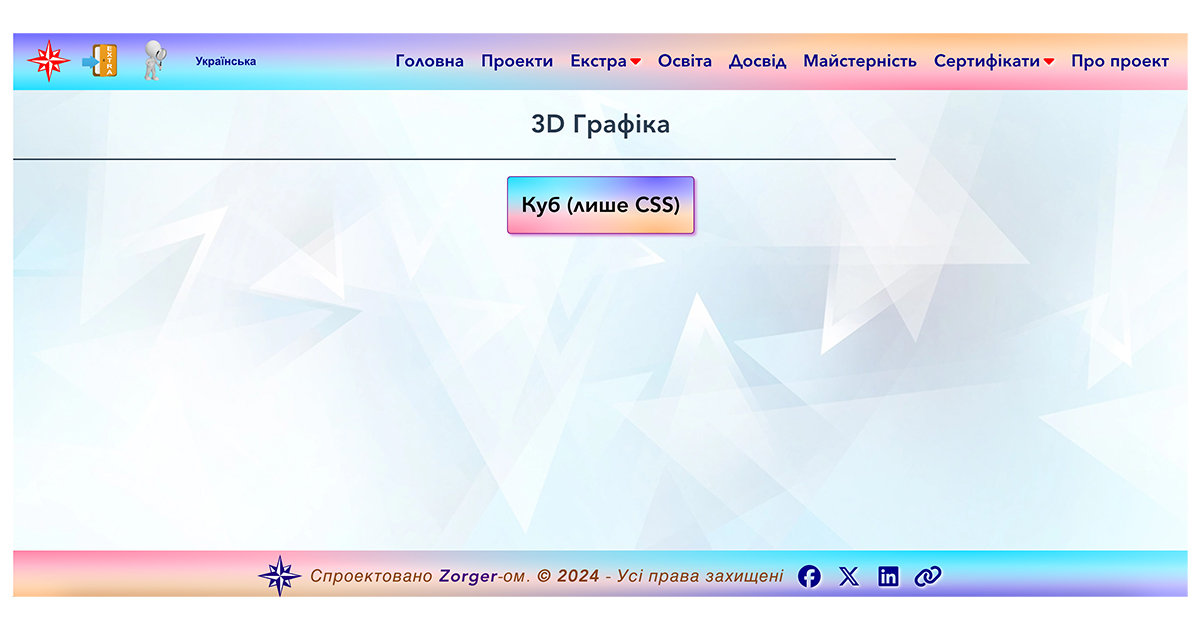 EXTRA
Українська
Головна Проекти Екстра Освіта Досвід Майстерність Сертифікати Про проект
3D Графіка
Куб (лише CSS)
Спроектовано Zorger-ом. © 2024 - Усі права захищені